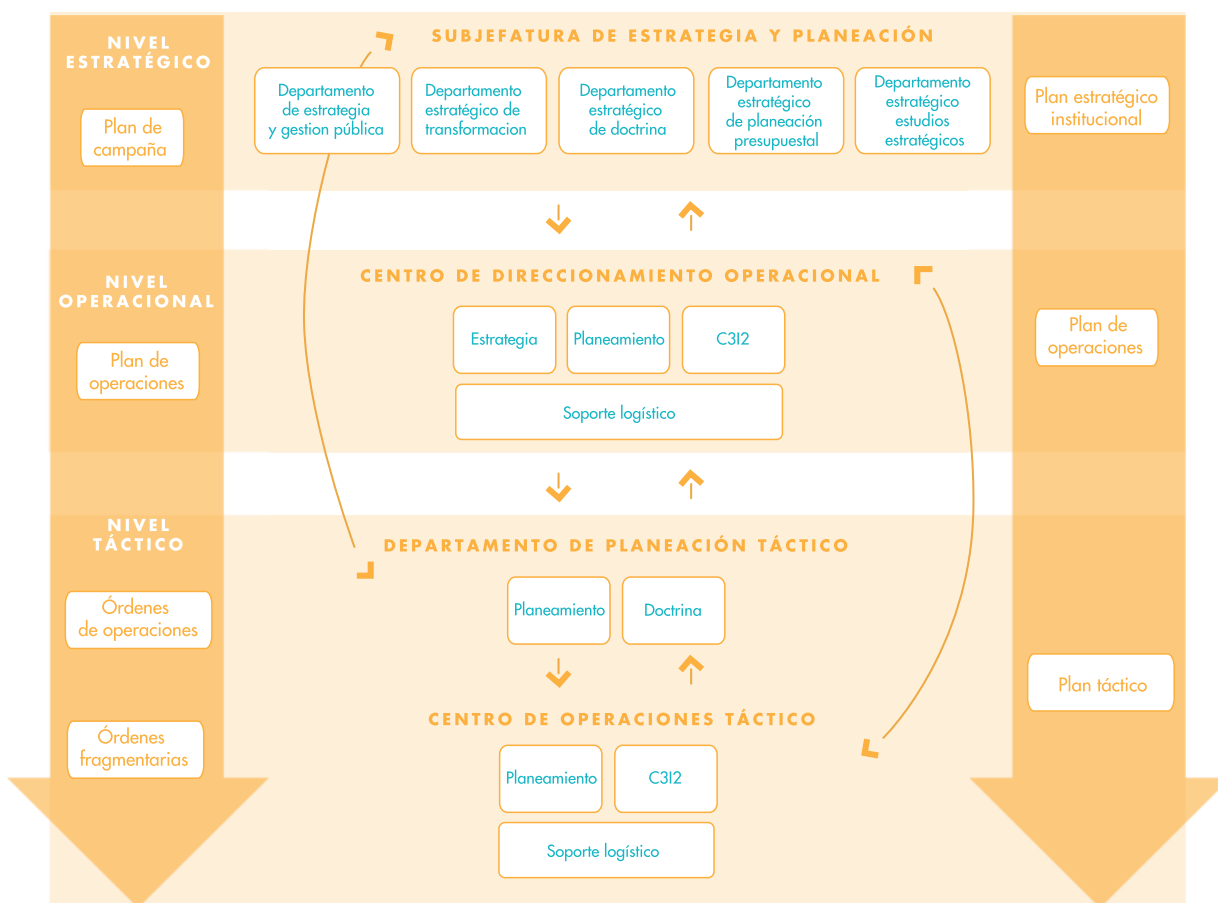 NIVEL
ESTRATÉGICO
Plan de
campaña
SUBJEFATURA DE ESTRATEGIA Y PLANEACIÓN
Departamento
de estrategia
y gestion pública
Departamento
estratégico de
transformacion
Departamento
estratégico
de doctrina
Departamento
estratégico
de planeación
presupuestal
Departamento
estratégico
estudios
estratégicos
Plan estratégico
institucional
NIVEL
OPERACIONAL
Plan de
operaciones
CENTRO DE DIRECCIONAMIENTO OPERACIONAL
Estrategia
Planeamiento
C3I2
Soporte logístico
Plan de
operaciones
NIVEL
TÁCTICO
Órdenes
de operaciones
Órdenes
fragmentarias
DEPARTAMENTO DE PLANEACIÓN TÁCTICO
Planeamiento
Doctrina
CENTRO DE OPERACIONES TÁCTICO
Planeamiento
C3I2
Soporte logístico
Plan táctico